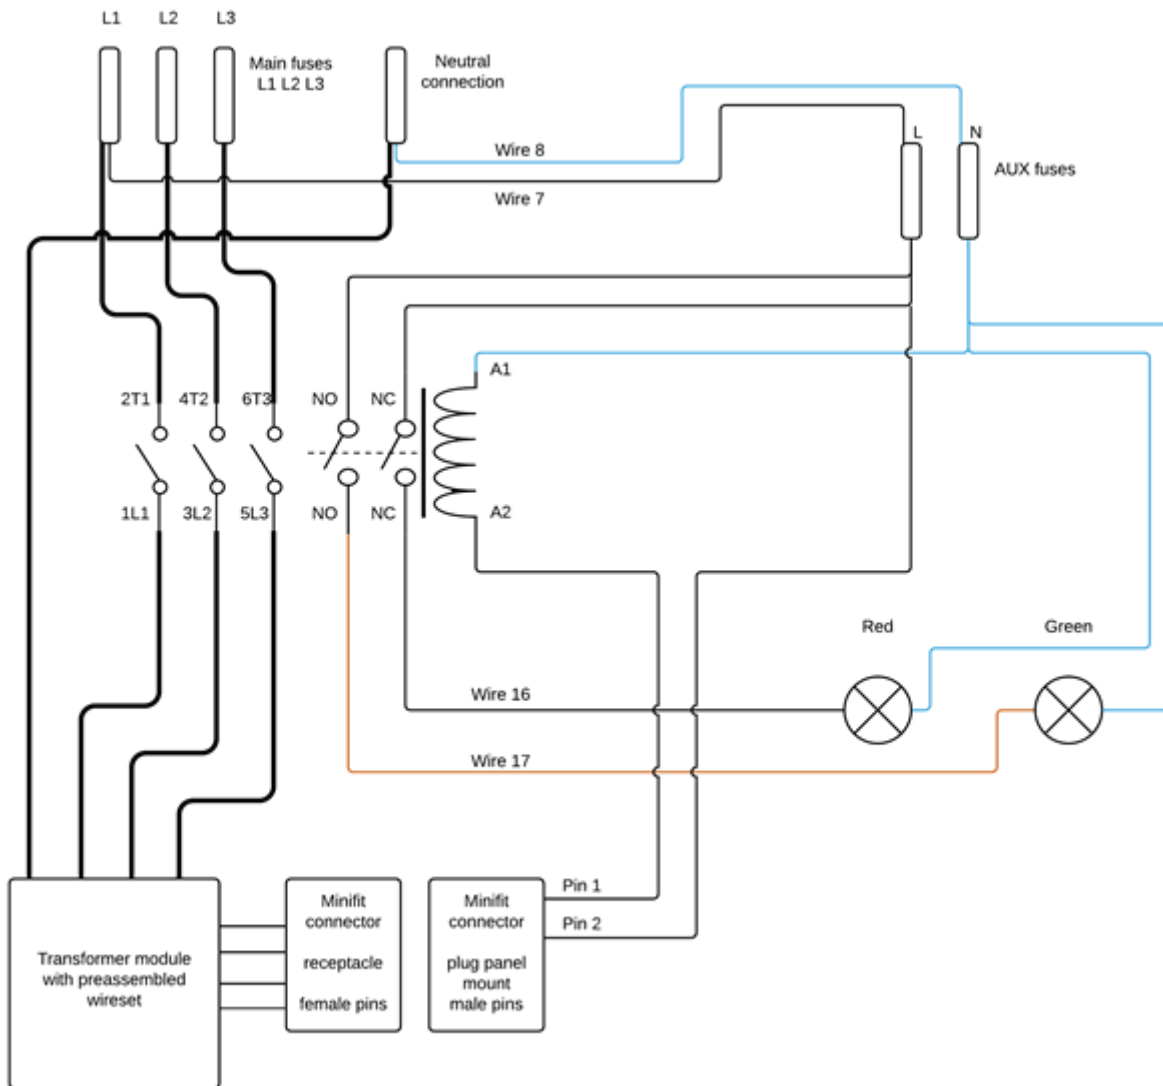 L1 L2 L3
Main fuses
L1 L2 L3
Neutral
connection
Wire 8
Wire 7
L N
AUX fuses
A1
2T1 4T2 6T3 NO NC
1L1 3L2 5L3 NO NC
A2
Red Green
Wire 16
Wire 17
Pin 1
Pin 2
Minifit
connector
receptacle
female pins
Minifit
connector
plug panel
mount
male pins
Transformer module
with preassembled
wireset